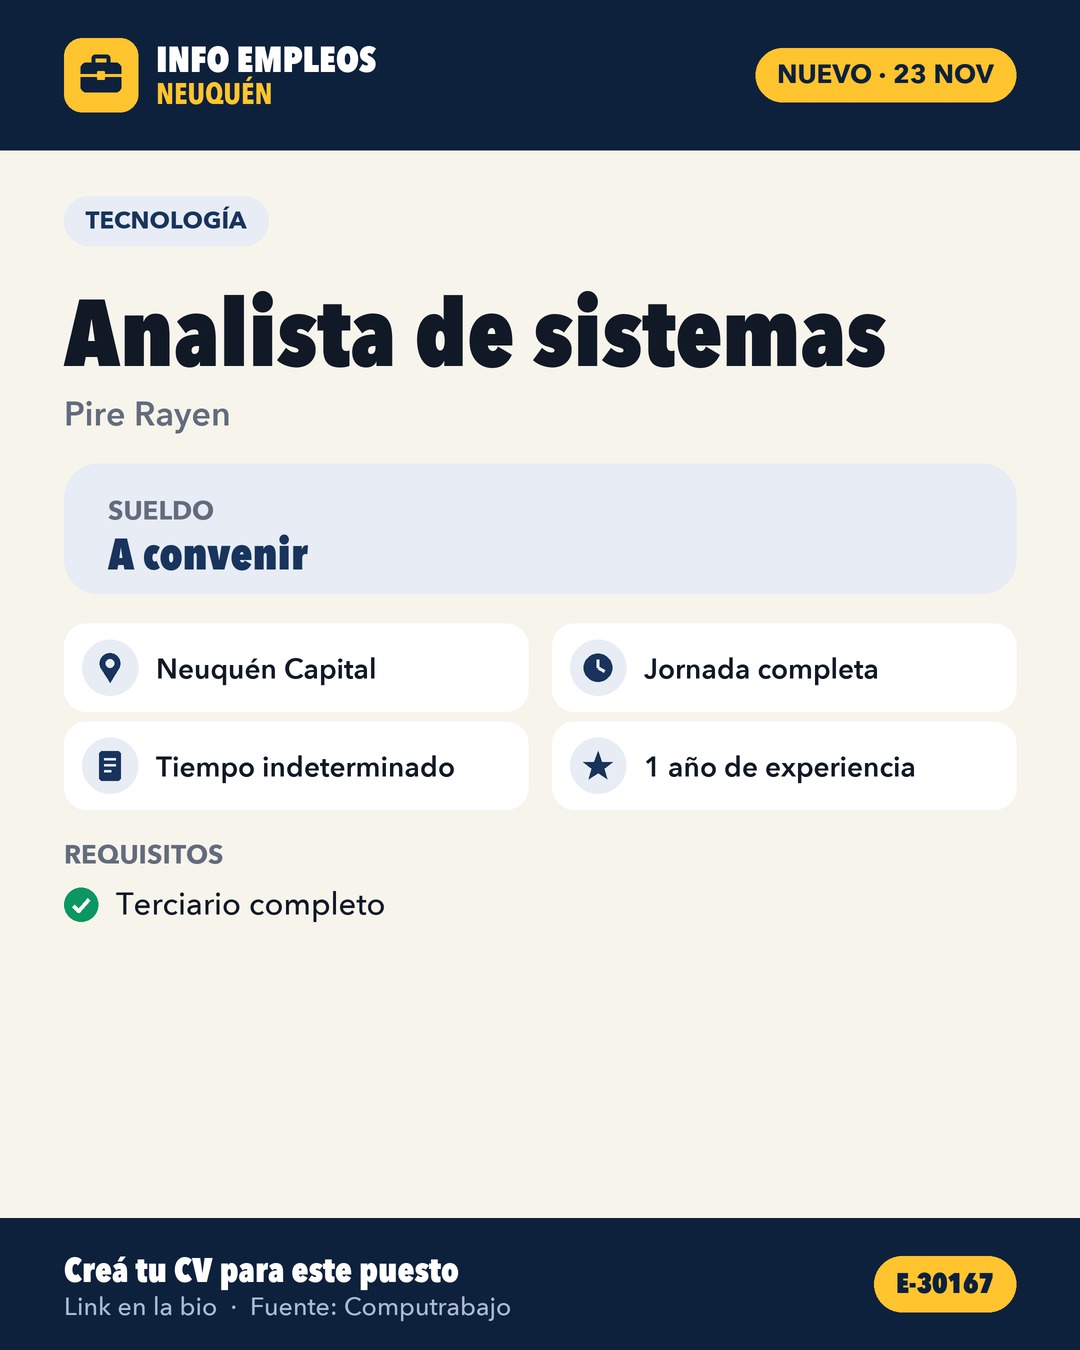 INFO EMPLEOS
NEUQUÉN
NUEVO · 23 NOV
TECNOLOGÍA
Analista de sistemas
Pire Rayen
SUELDO
A convenir
Neuquén Capital
Jornada completa
Tiempo indeterminado
1 año de experiencia
REQUISITOS
Terciario completo
Creá tu CV para este puesto
Link en la bio · Fuente: Computrabajo
E-30167